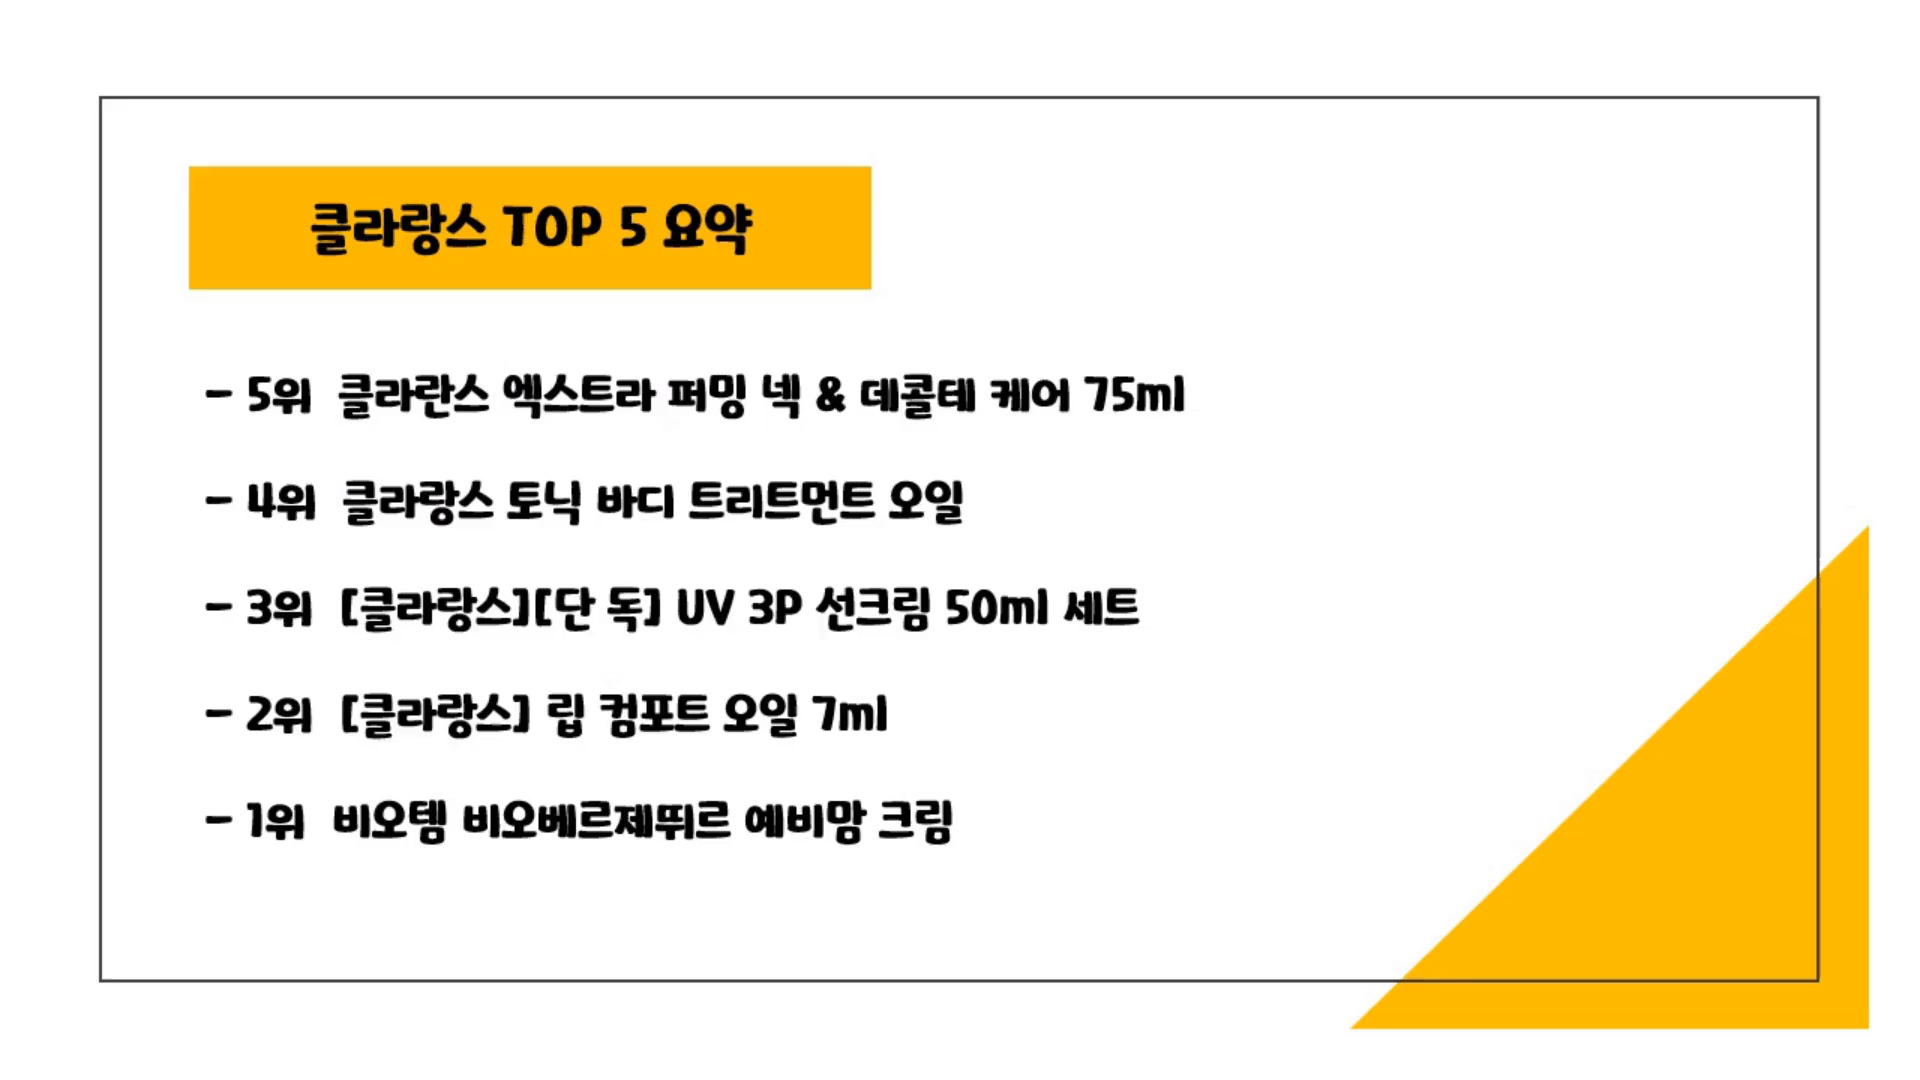 클라랑스 TOP 5 요약
- 5위 클라란스 엑스트라 퍼밍 넥 & 데콜테 케어 75ml
- 4위 클라랑스 토닉 바디 트리트먼트 오일
- 3위 [클라랑스][단 독] UV 3P 선크림 50ml 세트
- 2위 [클라랑스] 립 컴포트 오일 7ml
- 1위 비오템 비오베르제뛰르 예비맘 크림